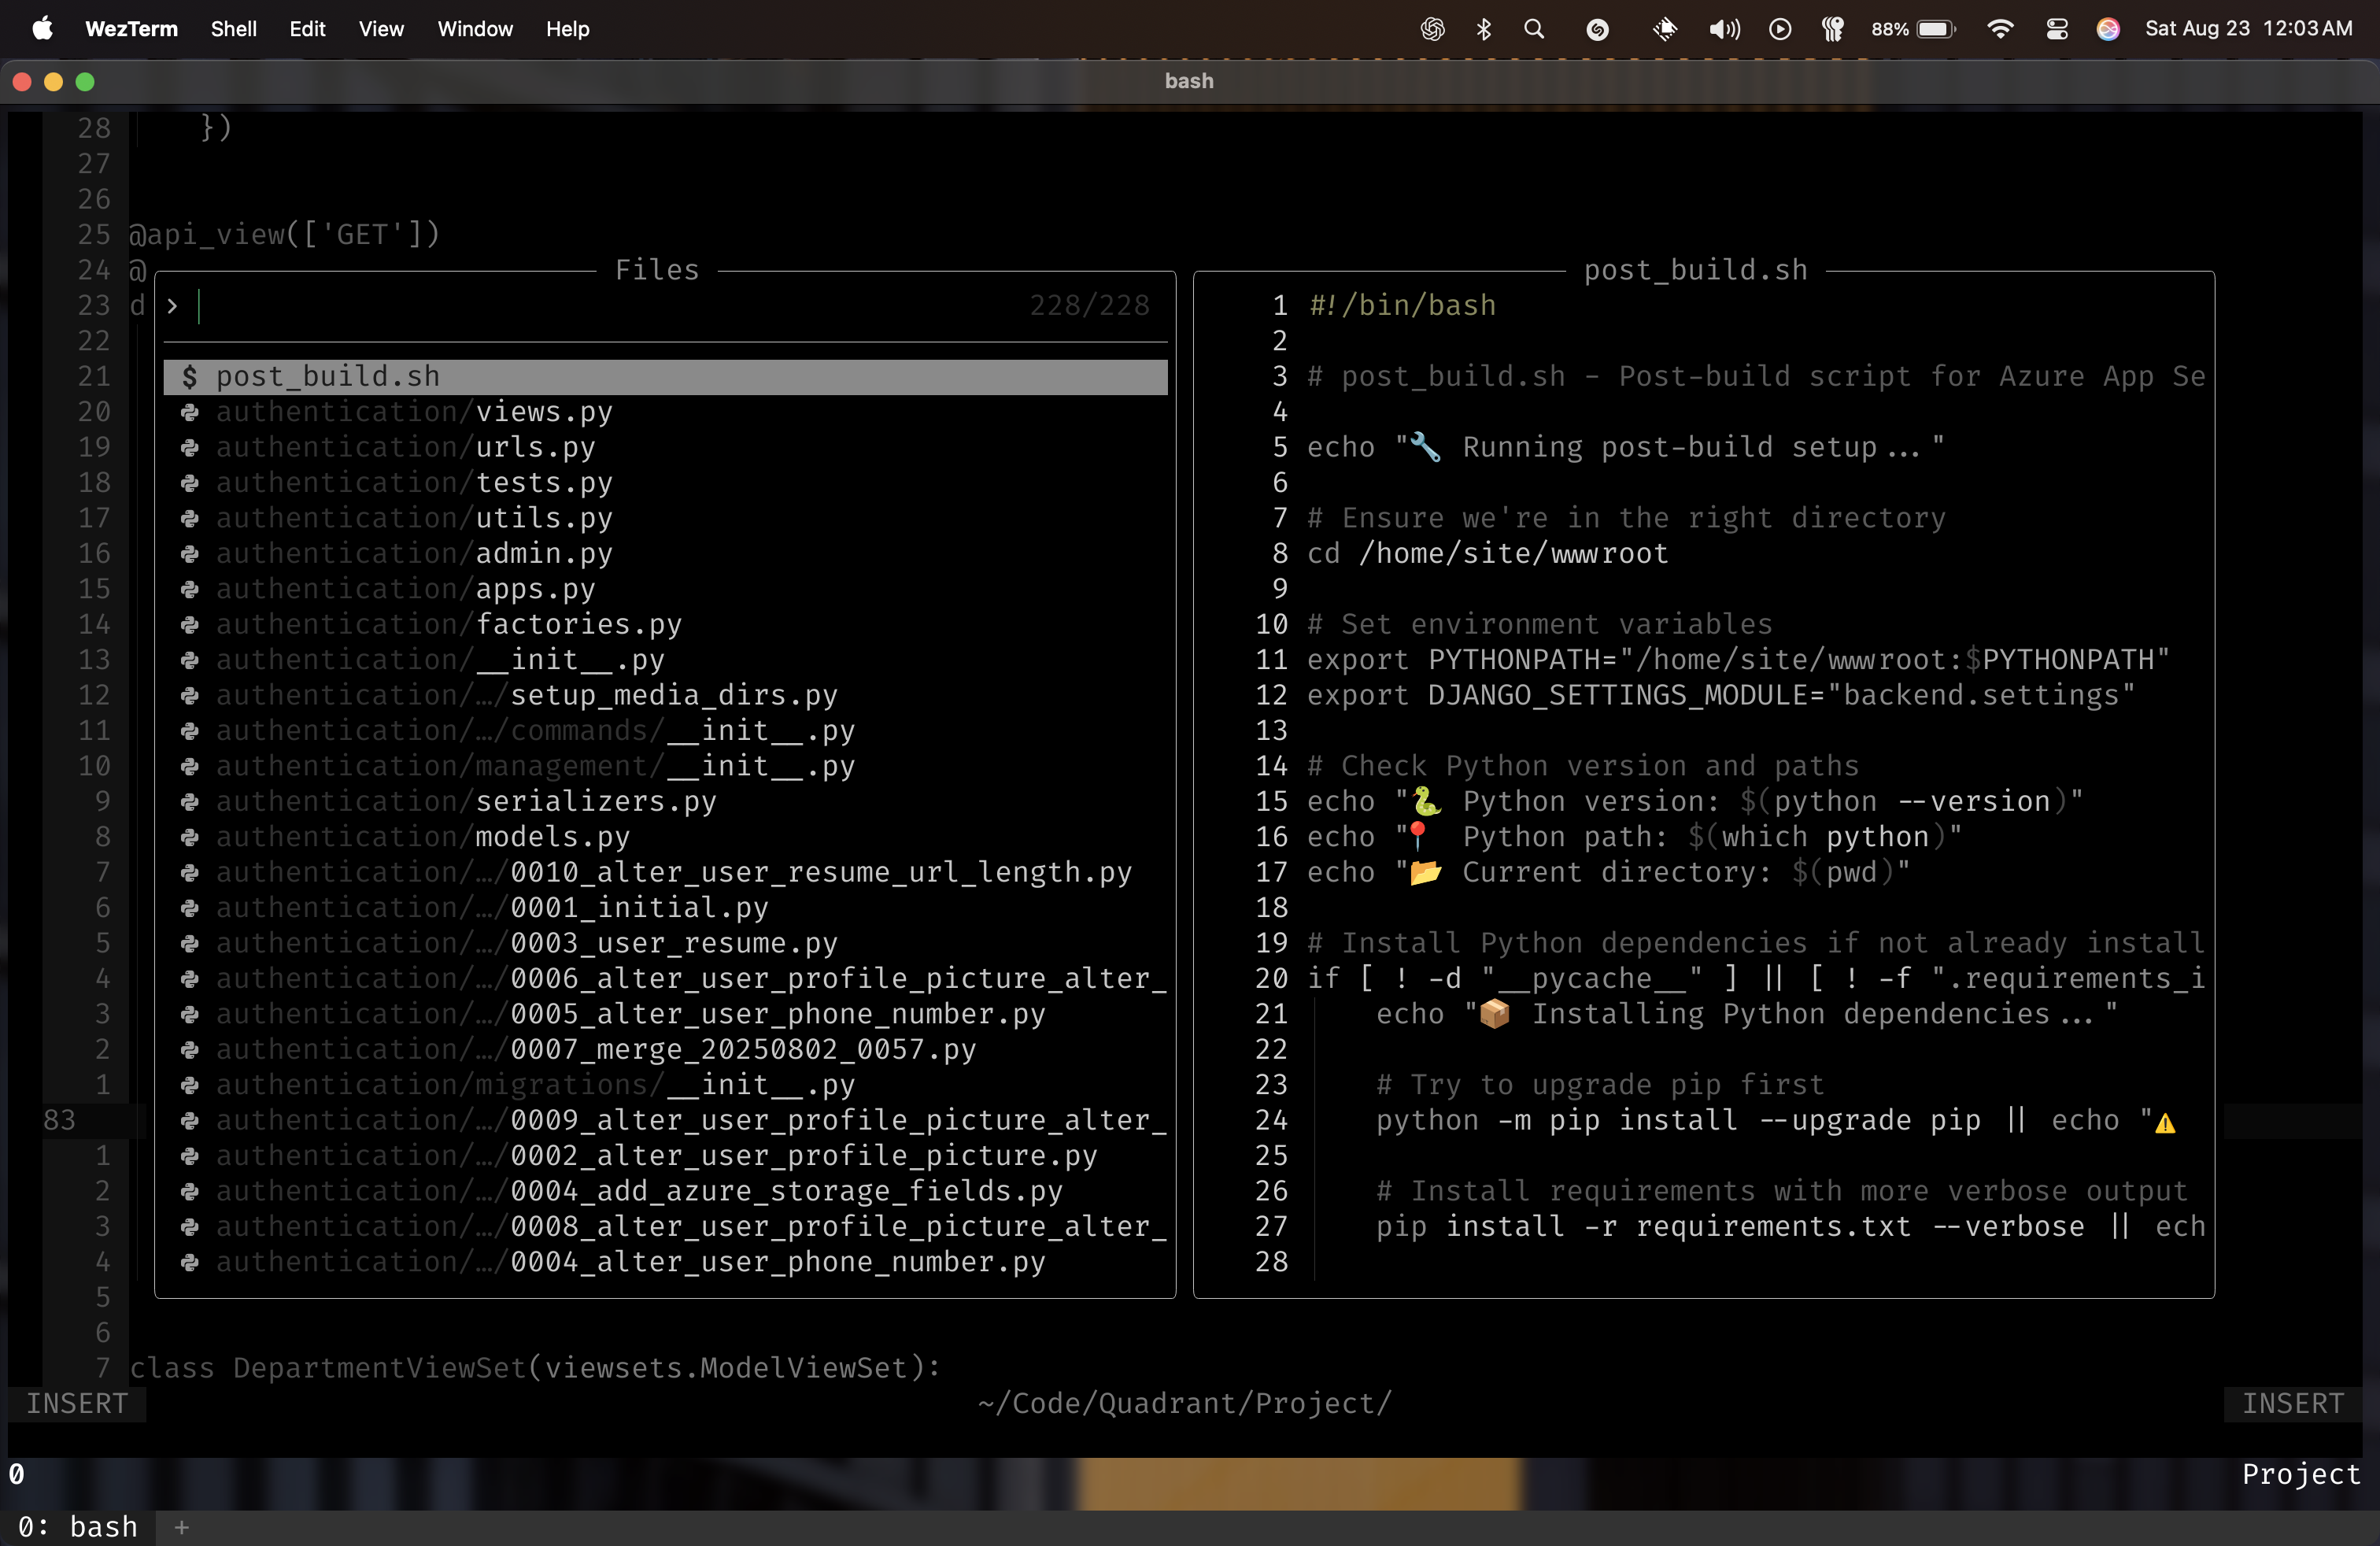 WezTerm Shell Edit View Window Help 88% Sat Aug 23 12:03 AM
bash
28 })
27
26
25 @api_view(['GET'])
24 @
23 d
22
21
20
19
18
17
16
15
14
13
12
11
10
9
8
7
6
5
4
3
2
1
83
1
2
3
4
5
6
7 class DepartmentViewSet(viewsets.ModelViewSet):
Files
> 228/228
$ post_build.sh
authentication/views.py
authentication/urls.py
authentication/tests.py
authentication/utils.py
authentication/admin.py
authentication/apps.py
authentication/factories.py
authentication/__init__.py
authentication/…/setup_media_dirs.py
authentication/…/commands/__init__.py
authentication/management/__init__.py
authentication/serializers.py
authentication/models.py
authentication/…/0010_alter_user_resume_url_length.py
authentication/…/0001_initial.py
authentication/…/0003_user_resume.py
authentication/…/0006_alter_user_profile_picture_alter_
authentication/…/0005_alter_user_phone_number.py
authentication/…/0007_merge_20250802_0057.py
authentication/migrations/__init__.py
authentication/…/0009_alter_user_profile_picture_alter_
authentication/…/0002_alter_user_profile_picture.py
authentication/…/0004_add_azure_storage_fields.py
authentication/…/0008_alter_user_profile_picture_alter_
authentication/…/0004_alter_user_phone_number.py
post_build.sh
1 #!/bin/bash
2
3 # post_build.sh - Post-build script for Azure App Se
4
5 echo "🔧 Running post-build setup..."
6
7 # Ensure we're in the right directory
8 cd /home/site/wwwroot
9
10 # Set environment variables
11 export PYTHONPATH="/home/site/wwwroot:$PYTHONPATH"
12 export DJANGO_SETTINGS_MODULE="backend.settings"
13
14 # Check Python version and paths
15 echo "🐍 Python version: $(python --version)"
16 echo "📍 Python path: $(which python)"
17 echo "📂 Current directory: $(pwd)"
18
19 # Install Python dependencies if not already install
20 if [ ! -d "__pycache__" ] || [ ! -f ".requirements_i
21 echo "📦 Installing Python dependencies..."
22
23 # Try to upgrade pip first
24 python -m pip install --upgrade pip || echo "⚠️
25
26 # Install requirements with more verbose output
27 pip install -r requirements.txt --verbose || ech
28
INSERT ~/Code/Quadrant/Project/ INSERT
0 Project
0: bash +